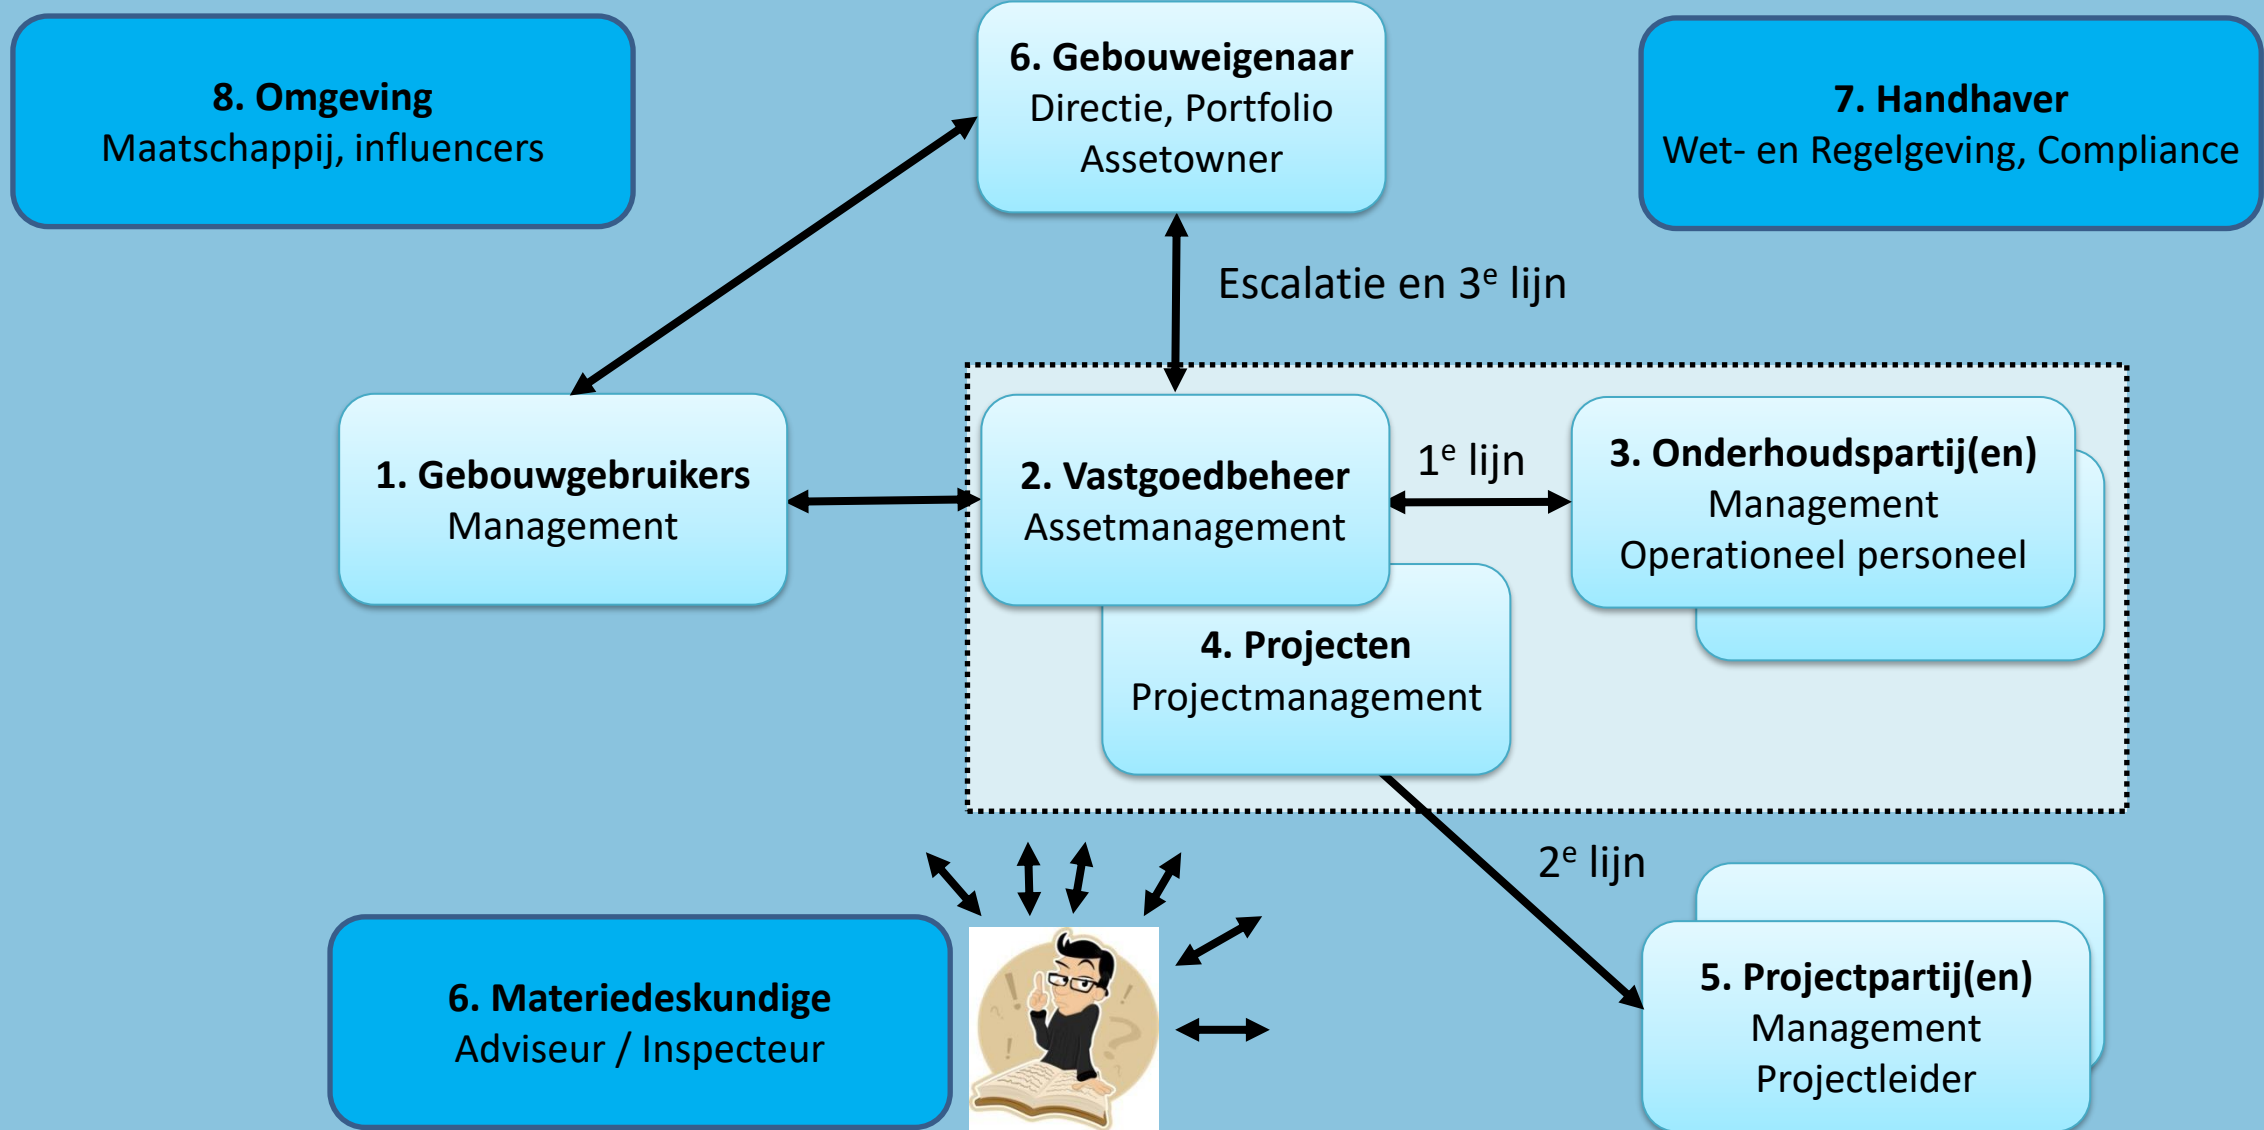 8. Omgeving
Maatschappij, influencers
6. Gebouweigenaar
Directie, Portfolio
Assetowner
7. Handhaver
Wet- en Regelgeving, Compliance
Escalatie en 3e lijn
1. Gebouwgebruikers
Management
2. Vastgoedbeheer
Assetmanagement
1e lijn
3. Onderhoudspartij(en)
Management
Operationeel personeel
4. Projecten
Projectmanagement
2e lijn
6. Materiedeskundige
Adviseur / Inspecteur
5. Projectpartij(en)
Management
Projectleider